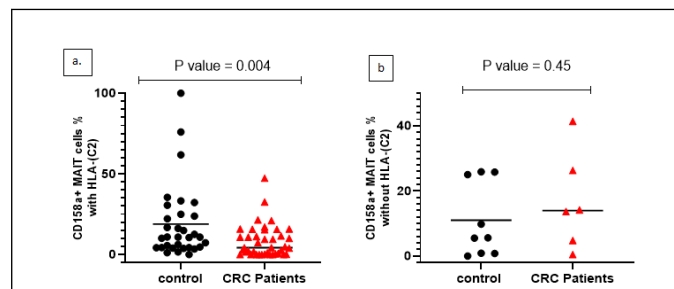 a.
P value = 0.004
CD158a+ MAIT cells %
with HLA-(C2)
100
50
0
control
CRC Patients
b
P value = 0.45
CD158a+ MAIT cells %
without HLA-(C2)
40
20
0
control
CRC Patients